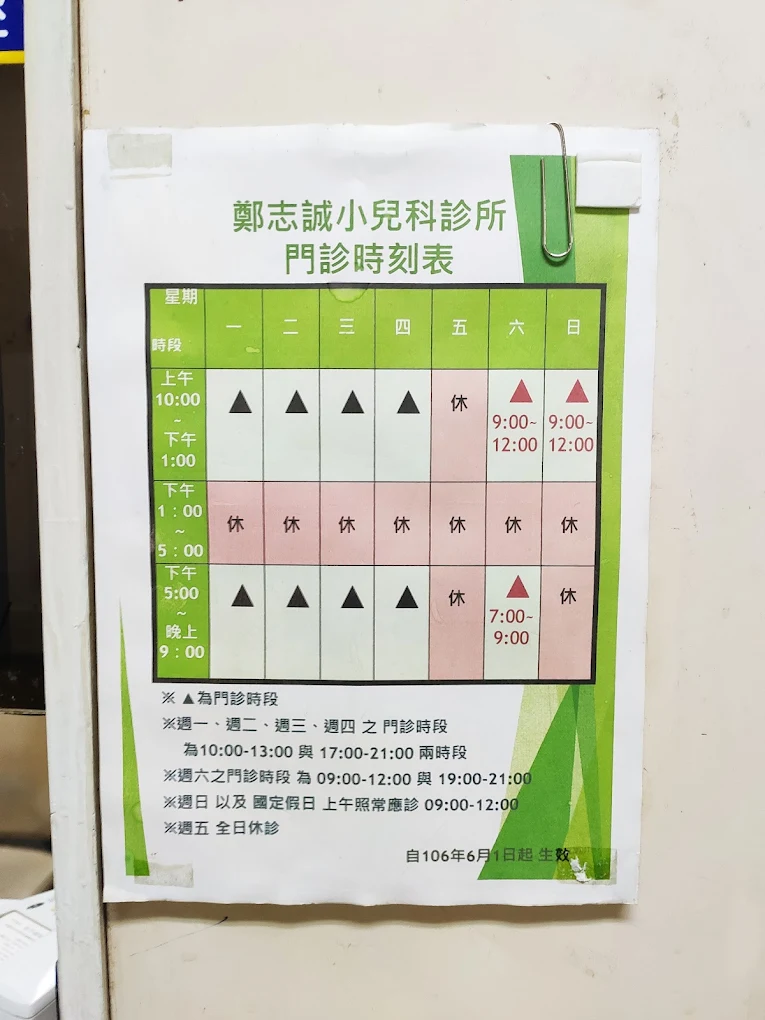 鄭志誠小兒科診所
門診時刻表
星期
時段
一 二 三 四 五 六 日
上午
10:00
~
下午
1:00
▲ ▲ ▲ ▲ 休 ▲ ▲
9:00~ 9:00~
12:00 12:00
下午
1：00
~
5：00
休 休 休 休 休 休 休
下午
5:00
~
晚上
9：00
▲ ▲ ▲ ▲ 休 ▲ 休
7:00~
9:00
※ ▲為門診時段
※週一、週二、週三、週四 之 門診時段
為10:00-13:00 與 17:00-21:00 兩時段
※週六之門診時段 為 09:00-12:00 與 19:00-21:00
※週日 以及 國定假日 上午照常應診 09:00-12:00
※週五 全日休診
自106年6月1日起 生效